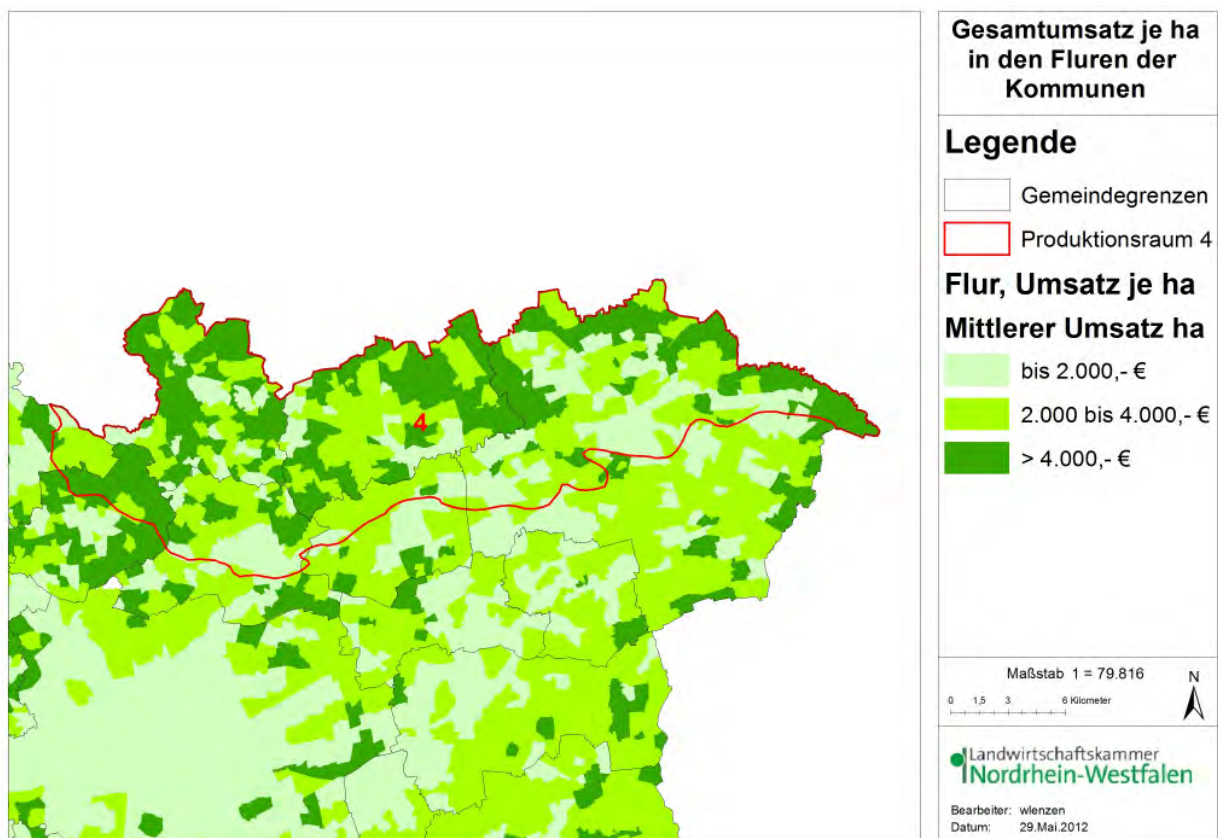 Gesamtumsatz je ha
in den Fluren der
Kommunen
Legende
Gemeindegrenzen
Produktionsraum 4
Flur, Umsatz je ha
Mittlerer Umsatz ha
bis 2.000,- €
2.000 bis 4.000,- €
> 4.000,- €
4
Maßstab 1 = 79.816
N
0 1,5 3 6 Kilometer
Landwirtschaftskammer
Nordrhein-Westfalen
Bearbeiter: wlenzen
Datum: 29.Mai.2012